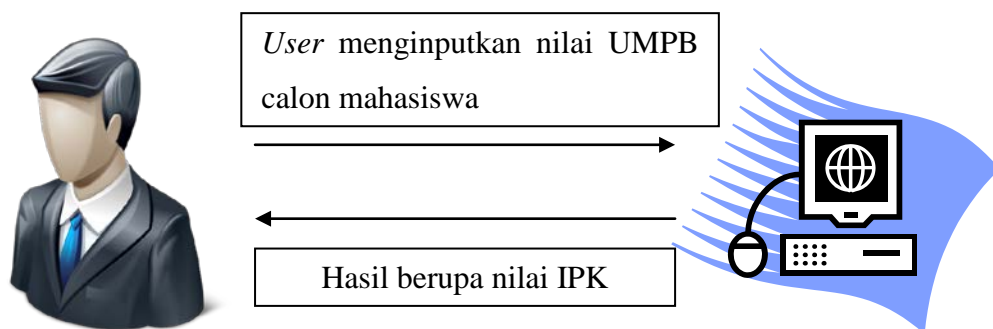 User menginputkan nilai UMPB
calon mahasiswa
Hasil berupa nilai IPK